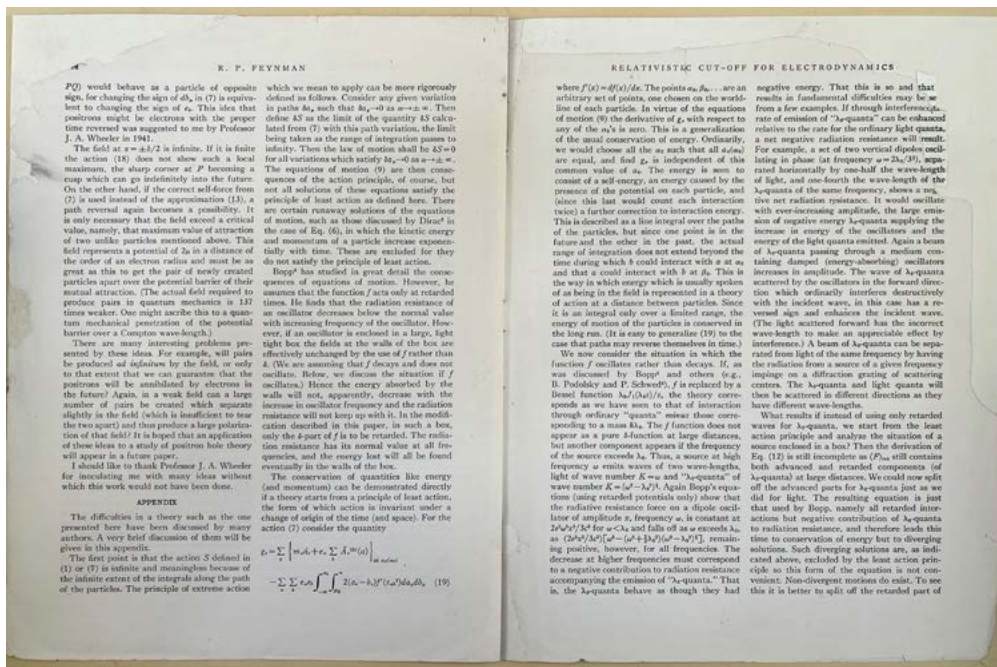 R. P. FEYNMAN
PQ) would behave as a particle of opposite
sign, for changing the sign of db, in (7) is equiva-
lent to changing the sign of e. This idea that
positrons might be electrons with the proper
time reversed was suggested to me by Professor
J. A. Wheeler in 1941.
The field at x=±b/2 is infinite. If it is finite
the action (18) does not show such a local
maximum, the sharp corner at P becoming a
cusp which can go indefinitely into the future.
On the other hand, if the correct self-force from
(7) is used instead of the approximation (13), a
path reversal again becomes a possibility. It
is only necessary that the field exceed a critical
value, namely, that maximum value of attraction
of two unlike particles mentioned above. This
field represents a potential of in a distance of
the order of an electron radius and must be as
great as this to get the pair of newly created
particles apart over the potential barrier of their
mutual attraction. (The actual field required to
produce pairs in quantum mechanics is 137
times weaker. One might ascribe this to a quan-
tum mechanical penetration of the potential
barrier over a Compton wave-length.)
There are many interesting problems pre-
sented by these ideas. For example, will pairs
be produced ad infinitum by the field, or only
to that extent that we can guarantee that the
positrons will be annihilated by electrons in
the future? Again, in a weak field can a large
number of pairs be created which separate
slightly in the field (which is insufficient to tear
the two apart) and thus produce a large polariza-
tion of that field? It is hoped that an application
of these ideas to a study of positron hole theory
will appear in a future paper.
I should like to thank Professor J. A. Wheeler
for inoculating me with many ideas without
which this work would not have been done.
APPENDIX
The difficulties in a theory such as the one
presented here have been discussed by many
authors. A very brief discussion of them will be
given in this appendix.
The first point is that the action S defined in
(1) or (7) is infinite and meaningless because of
the infinite extent of the integrals along the path
of the particles. The principle of extreme action
which we mean to apply can be more rigorously
defined as follows. Consider any given variation
in paths δaμ such that δaμ→0 as α→±∞. Then
define δS as the limit of the quantity δS calcu-
lated from (7) with this path variation, the limit
being taken as the range of integration passes to
infinity. Then the law of motion shall be δS=0
for all variations which satisfy δaμ→0 as α→±∞.
The equations of motion (9) are then conse-
quences of the action principle, of course, but
not all solutions of these equations satisfy the
principle of least action as defined here. There
are certain runaway solutions of the equations
of motion, such as those discussed by Dirac in
the case of Eq. (6), in which the kinetic energy
and momentum of a particle increase exponen-
tially with time. These are excluded for they
do not satisfy the principle of least action.
Bopp⁴ has studied in great detail the conse-
quences of equations of motion. However, he
assumes that the function f acts only at retarded
times. He finds that the radiation resistance of
an oscillator decreases below the normal value
with increasing frequency of the oscillator. How-
ever, if an oscillator is enclosed in a large, light
tight box the fields at the walls of the box are
effectively unchanged by the use of f rather than
δ. (We are assuming that f decays and does not
oscillate. Below, we discuss the situation if f
oscillates.) Hence the energy absorbed by the
walls will not, apparently, decrease with the
increase in oscillator frequency and the radiation
resistance will not keep up with it. In the modifi-
cation described in this paper, in such a box,
only the δ-part of f is to be retarded. The radia-
tion resistance has its normal value at all fre-
quencies, and the energy lost will all be found
eventually in the walls of the box.
The conservation of quantities like energy
(and momentum) can be demonstrated directly
if a theory starts from a principle of least action,
the form of which is invariant under a
change of origin of the time (and space). For the
action (7) consider the quantity
(19)
RELATIVISTIC CUT-OFF FOR ELECTRODYNAMICS
where f′(x)=df(x)/dx. The points α₀, β₀, . . . are an
arbitrary set of points, one chosen on the world-
line of each particle. In virtue of the equations
of motion (9) the derivative of gμ with respect to
any of the α₀'s is zero. This is a generalization
of the usual conservation of energy. Ordinarily,
we would choose all the α₀ such that all a₄(α₀)
are equal, and find g₄ is independent of this
common value of a₄. The energy is seen to
consist of a self-energy, an energy caused by the
presence of the potential on each particle, and
(since this last would count each interaction
twice) a further correction to interaction energy.
This is described as a line integral over the paths
of the particles, but since one point is in the
future and the other in the past, the actual
range of integration does not extend beyond the
time during which b could interact with a at α₀
and that a could interact with b at β₀. This is
the way in which energy which is usually spoken
of as being in the field is represented in a theory
of action at a distance between particles. Since
it is an integral only over a limited range, the
energy of motion of the particles is conserved in
the long run. (It is easy to generalize (19) to the
case that paths may reverse themselves in time.)
We now consider the situation in which the
function f oscillates rather than decays. If, as
was discussed by Bopp⁴ and others (e.g.,
B. Podolsky and P. Schwed), f is replaced by a
Bessel function λ₀J₁(λ₀s)/s, the theory corre-
sponds as we have seen to that of interaction
through ordinary "quanta" minus those corre-
sponding to a mass ħλ₀. The f function does not
appear as a pure δ-function at large distances,
but another component appears if the frequency
of the source exceeds λ₀. Thus, a source at high
frequency ω emits waves of two wave-lengths,
light of wave number K=ω and "λ₀-quanta" of
wave number K=(ω²−λ₀²)½. Again Bopp's equa-
tions (using retarded potentials only) show that
the radiative resistance force on a dipole oscil-
lator of amplitude x, frequency ω, is constant at
for ω<λ₀ and falls off as ω exceeds λ₀,
as remain-
ing positive, however, for all frequencies. The
decrease at higher frequencies must correspond
to a negative contribution to radiation resistance
accompanying the emission of "λ₀-quanta." That
is, the λ₀-quanta behave as though they had
negative energy. That this is so and that
results in fundamental difficulties may be se
from a few examples. If through interference,
rate of emission of "λ₀-quanta" can be enhanced
relative to the rate for the ordinary light quanta,
a net negative radiation resistance will result.
For example, a set of two vertical dipoles oscil-
lating in phase (at frequency ω=2λ₀/3½), sepa-
rated horizontally by one-half the wave-length
of light, and one-fourth the wave-length of the
λ₀-quanta of the same frequency, shows a neg
tive net radiation resistance. It would oscillate
with ever-increasing amplitude, the large emis-
sion of negative energy λ₀-quanta supplying the
increase in energy of the oscillators and the
energy of the light quanta emitted. Again a beam
of λ₀-quanta passing through a medium con-
taining damped (energy-absorbing) oscillators
increases in amplitude. The wave of λ₀-quanta
scattered by the oscillators in the forward direc-
tion which ordinarily interferes destructively
with the incident wave, in this case has a re-
versed sign and enhances the incident wave.
(The light scattered forward has the incorrect
wave-length to make an appreciable effect by
interference.) A beam of λ₀-quanta can be sepa-
rated from light of the same frequency by having
the radiation from a source of a given frequency
impinge on a diffraction grating of scattering
centers. The λ₀-quanta and light quanta will
then be scattered in different directions as they
have different wave-lengths.
What results if instead of using only retarded
waves for λ₀-quanta, we start from the least
action principle and analyze the situation of a
source enclosed in a box? Then the derivation of
Eq. (12) is still incomplete as (F) still contains
both advanced and retarded components (of
λ₀-quanta) at large distances. We could now split
off the advanced parts for λ₀-quanta just as we
did for light. The resulting equation is just
that used by Bopp, namely all retarded inter-
actions but negative contribution of λ₀-quanta
to radiation resistance, and therefore leads this
time to conservation of energy but to diverging
solutions. Such diverging solutions are, as indi-
cated above, excluded by the least action prin-
ciple so this form of the equation is not con-
venient. Non-divergent motions do exist. To see
this it is better to split off the retarded part of